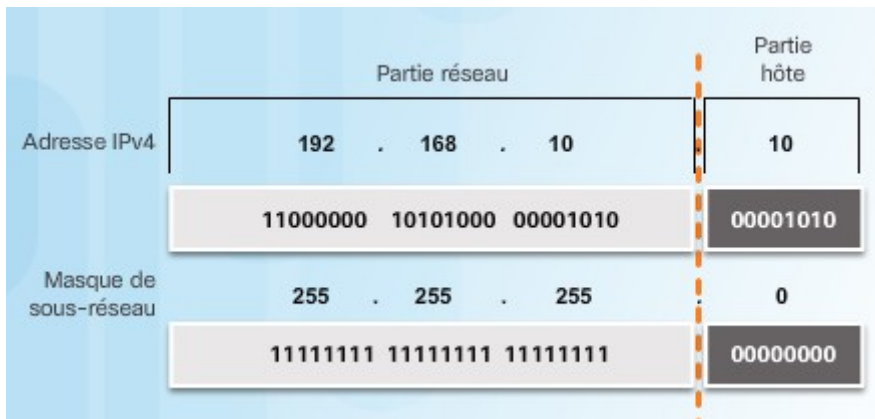 Partie réseau
Partie
hôte
Adresse IPv4
192 . 168 . 10 . 10
11000000 10101000 00001010 00001010
Masque de
sous-réseau
255 . 255 . 255 . 0
11111111 11111111 11111111 00000000